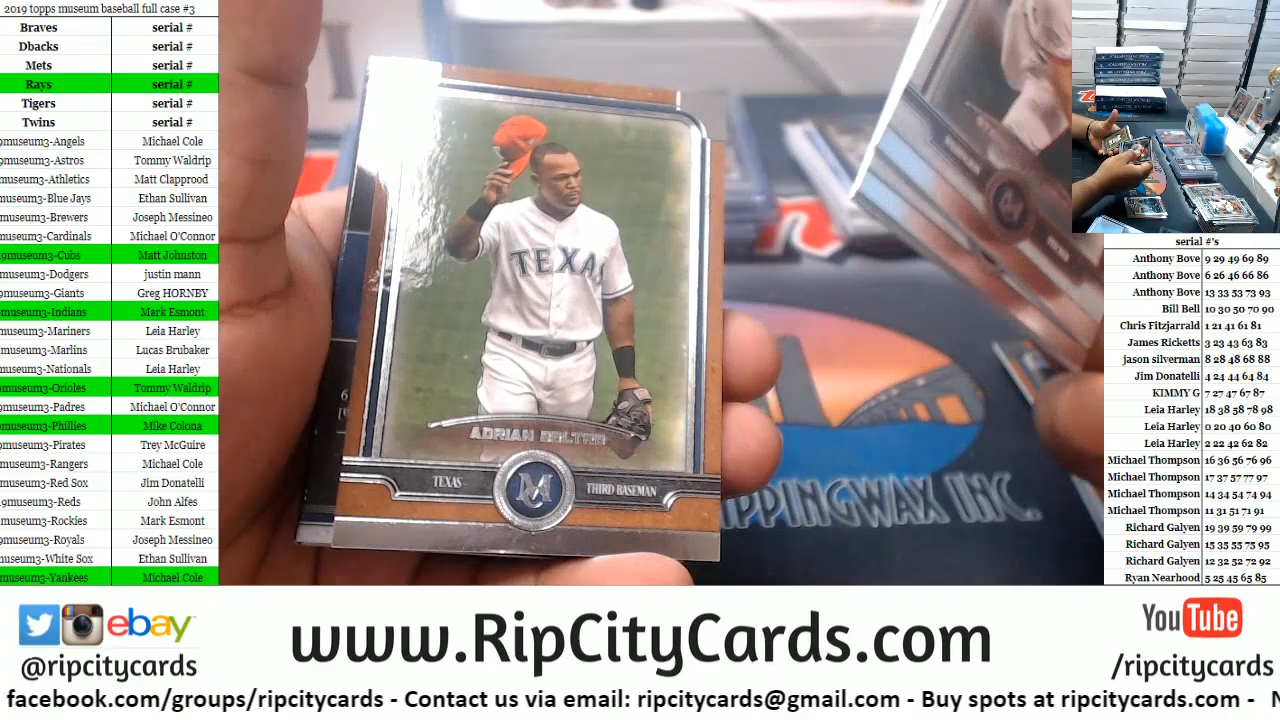 2019 topps museum baseball full case #3
Braves serial #
Dbacks serial #
Mets serial #
Rays serial #
Tigers serial #
Twins serial #
9museum3-Angels Michael Cole
museum3-Astros Tommy Waldrip
museum3-Athletics Matt Clapprood
museum3-Blue Jays Ethan Sullivan
museum3-Brewers Joseph Messineo
museum3-Cardinals Michael O'Connor
9museum3-Cubs Matt Johnston
museum3-Dodgers justin mann
museum3-Giants Greg HORNBY
museum3-Indians Mark Esmont
museum3-Mariners Leia Harley
museum3-Marlins Lucas Brubaker
museum3-Nationals Leia Harley
museum3-Orioles Tommy Waldrip
museum3-Padres Michael O'Connor
museum3-Phillies Mike Colona
museum3-Pirates Trey McGuire
museum3-Rangers Michael Cole
museum3-Red Sox Jim Donatelli
9museum3-Reds John Alfes
museum3-Rockies Mark Esmont
museum3-Royals Joseph Messineo
museum3-White Sox Ethan Sullivan
museum3-Yankees Michael Cole
TEXAS
ADRIAN BELTRE
TEXAS MC THIRD BASEMAN
IPPINGWAX INC.
serial #'s
Anthony Bove 9 29 49 69 89
Anthony Bove 6 26 46 66 86
Anthony Bove 13 33 53 73 93
Bill Bell 10 30 50 70 90
Chris Fitzjarrald 1 21 41 61 81
James Ricketts 3 23 43 63 83
jason silverman 8 28 48 68 88
Jim Donatelli 4 24 44 64 84
KIMMY G 7 27 47 67 87
Leia Harley 18 38 58 78 98
Leia Harley 0 20 40 60 80
Leia Harley 2 22 42 62 82
Michael Thompson 16 36 56 76 96
Michael Thompson 17 37 57 77 97
Michael Thompson 14 34 54 74 94
Michael Thompson 11 31 51 71 91
Richard Galyen 19 39 59 79 99
Richard Galyen 15 35 55 75 95
Richard Galyen 12 32 52 72 92
Ryan Nearhood 5 25 45 65 85
ebay
@ripcitycards
www.RipCityCards.com
YouTube
/ripcitycards
facebook.com/groups/ripcitycards - Contact us via email: ripcitycards@gmail.com - Buy spots at ripcitycards.com - N